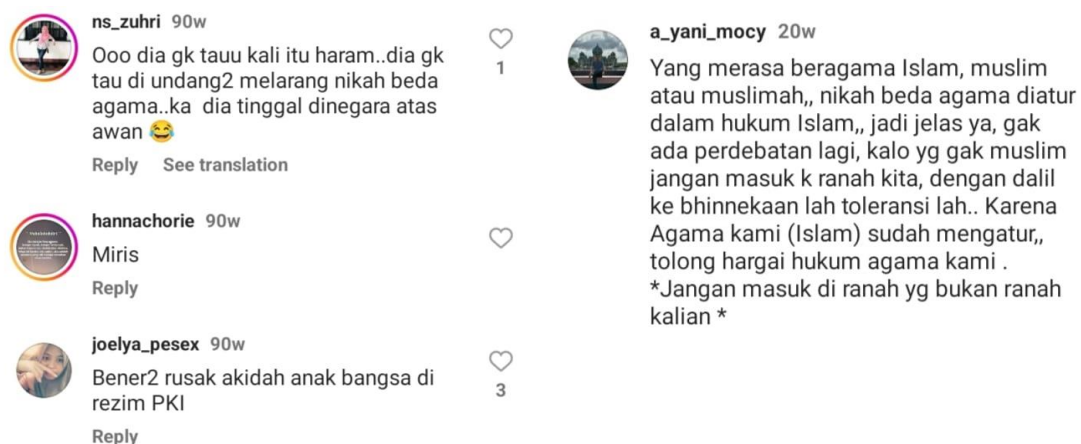 ns_zuhri 90w
Ooo dia gk tauu kali itu haram..dia gk
tau di undang2 melarang nikah beda
agama..ka dia tinggal dinegara atas
awan 😂
1
Reply See translation
hannachorie 90w
Miris
Reply
joelya_pesex 90w
Bener2 rusak akidah anak bangsa di
rezim PKI
3
Reply
a_yani_mocy 20w
Yang merasa beragama Islam, muslim
atau muslimah,, nikah beda agama diatur
dalam hukum Islam,, jadi jelas ya, gak
ada perdebatan lagi, kalo yg gak muslim
jangan masuk k ranah kita, dengan dalil
ke bhinnekaan lah toleransi lah.. Karena
Agama kami (Islam) sudah mengatur,,
tolong hargai hukum agama kami .
*Jangan masuk di ranah yg bukan ranah
kalian *